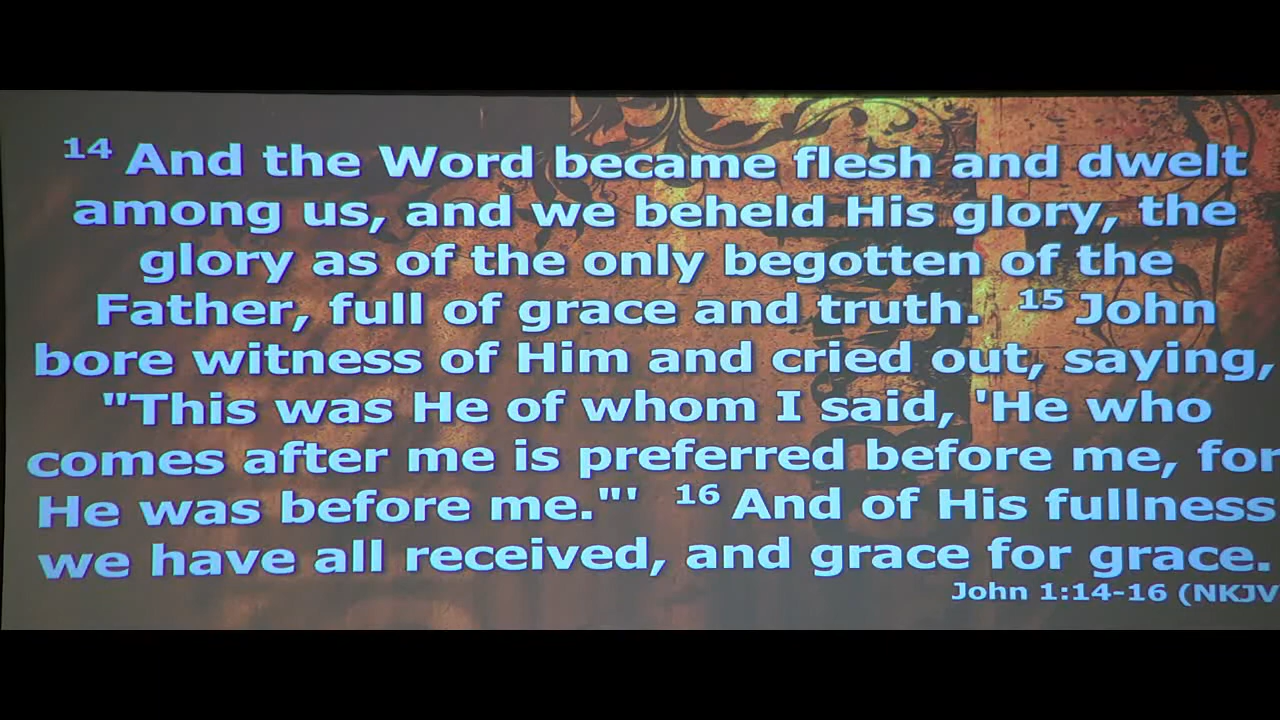 14 And the Word became flesh and dwelt
among us, and we beheld His glory, the
glory as of the only begotten of the
Father, full of grace and truth. 15 John
bore witness of Him and cried out, saying,
"This was He of whom I said, 'He who
comes after me is preferred before me, for
He was before me."' 16 And of His fullness
we have all received, and grace for grace.
John 1:14-16 (NKJV